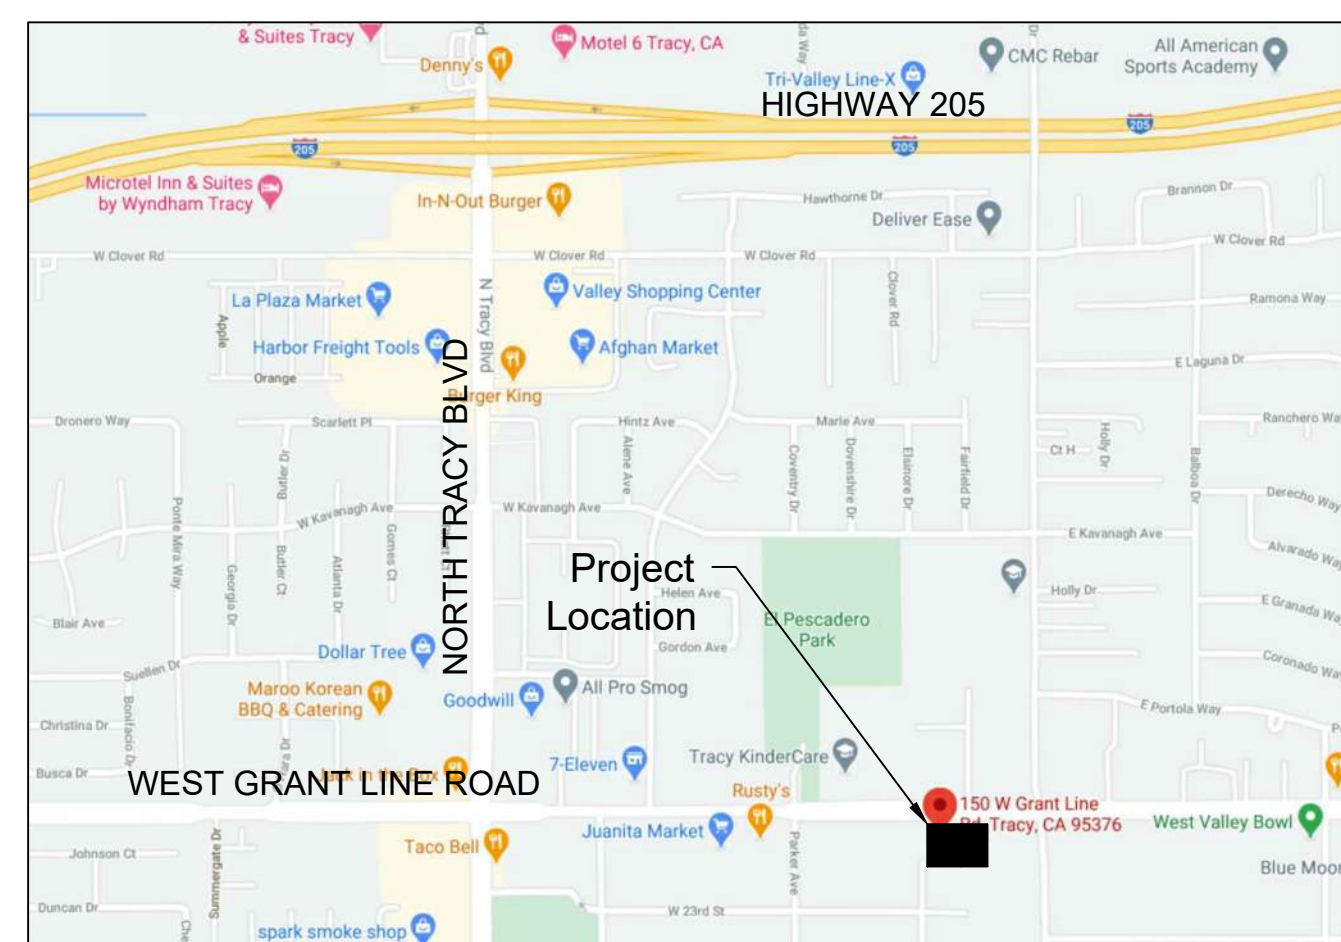 & Suites Tracy
Denny's
Motel 6 Tracy, CA
CMC Rebar
All American
Sports Academy
Tri-Valley Line-X
HIGHWAY 205
205
205
205
Microtel Inn & Suites
by Wyndham Tracy
In-N-Out Burger
Hawthorne Dr
Deliver Ease
Brannon Dr
W Clover Rd
W Clover Rd
W Clover Rd
W Clover Rd
La Plaza Market
N Tracy Blvd
Valley Shopping Center
Clover Rd
Ramona Way
Apple
Harbor Freight Tools
Afghan Market
E Laguna Dr
Orange
Burger King
NORTH TRACY BLVD
Dronero Way
Scarlett Pl
Hintz Ave
Marie Ave
Ranchero Wa
Butler Dr
Alene Ave
Coventry Dr
Dovenshire Dr
Elsinore Dr
Fairfield Dr
Ct H
Holly Dr
Balboa Dr
Ponte Mira Way
W Kavanagh Ave
W Kavanagh Ave
Derecho Way
E Kavanagh Ave
Gomes Ct
Georgia Dr
Butler Ct
Atlanta Dr
Alvarado Way
Project
Location
Helen Ave
Holly Dr
E Granada Way
Blair Ave
El Pescadero
Park
Gordon Ave
Dollar Tree
Suellen Dr
Coronado Way
Maroo Korean
BBQ & Catering
Goodwill
All Pro Smog
Bonifacio Dr
E Portola Way
Christina Dr
7-Eleven
Tracy KinderCare
Busca Dr
WEST GRANT LINE ROAD
Jack in the Box
Rusty's
150 W Grant Line
Rd, Tracy, CA 95376
West Valley Bowl
Juanita Market
Taco Bell
Parker Ave
Johnson Ct
Summergate Dr
Blue Moon
Duncan Dr
W 23rd St
spark smoke shop